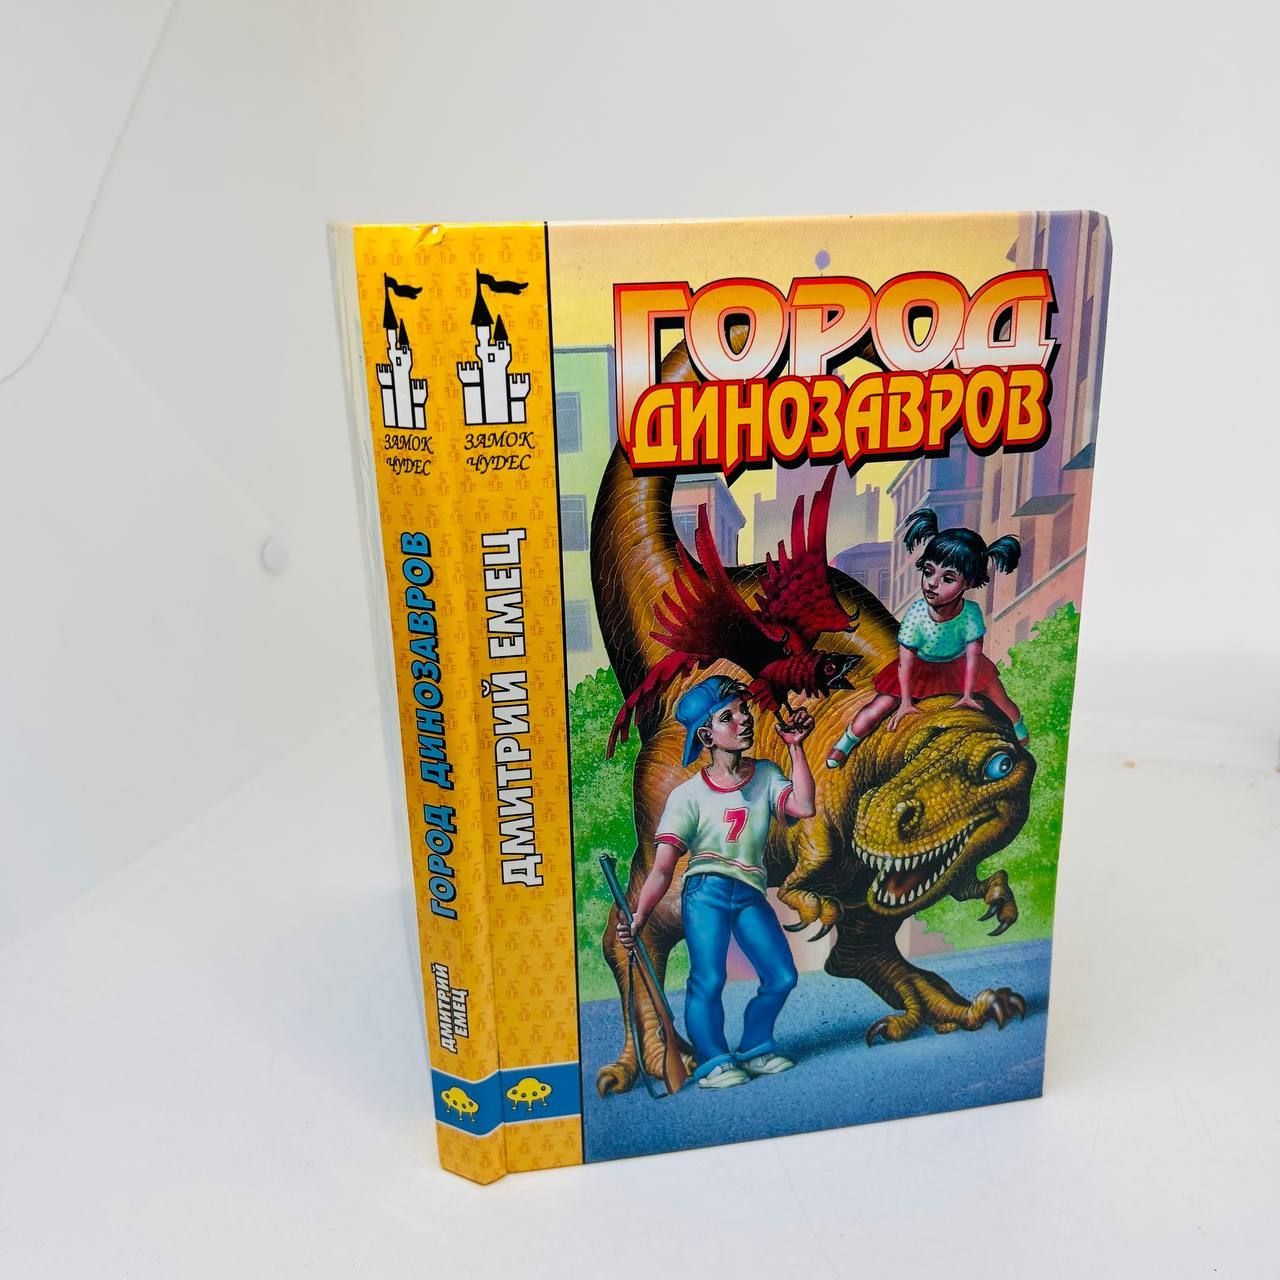 ЗАМОК
ЧУДЕС
ГОРОД ДИНОЗАВРОВ
ДМИТРИЙ
ЕМЕЦ
ЗАМОК
ЧУДЕС
ДМИТРИЙ ЕМЕЦ
ГОРОД
ДИНОЗАВРОВ
7